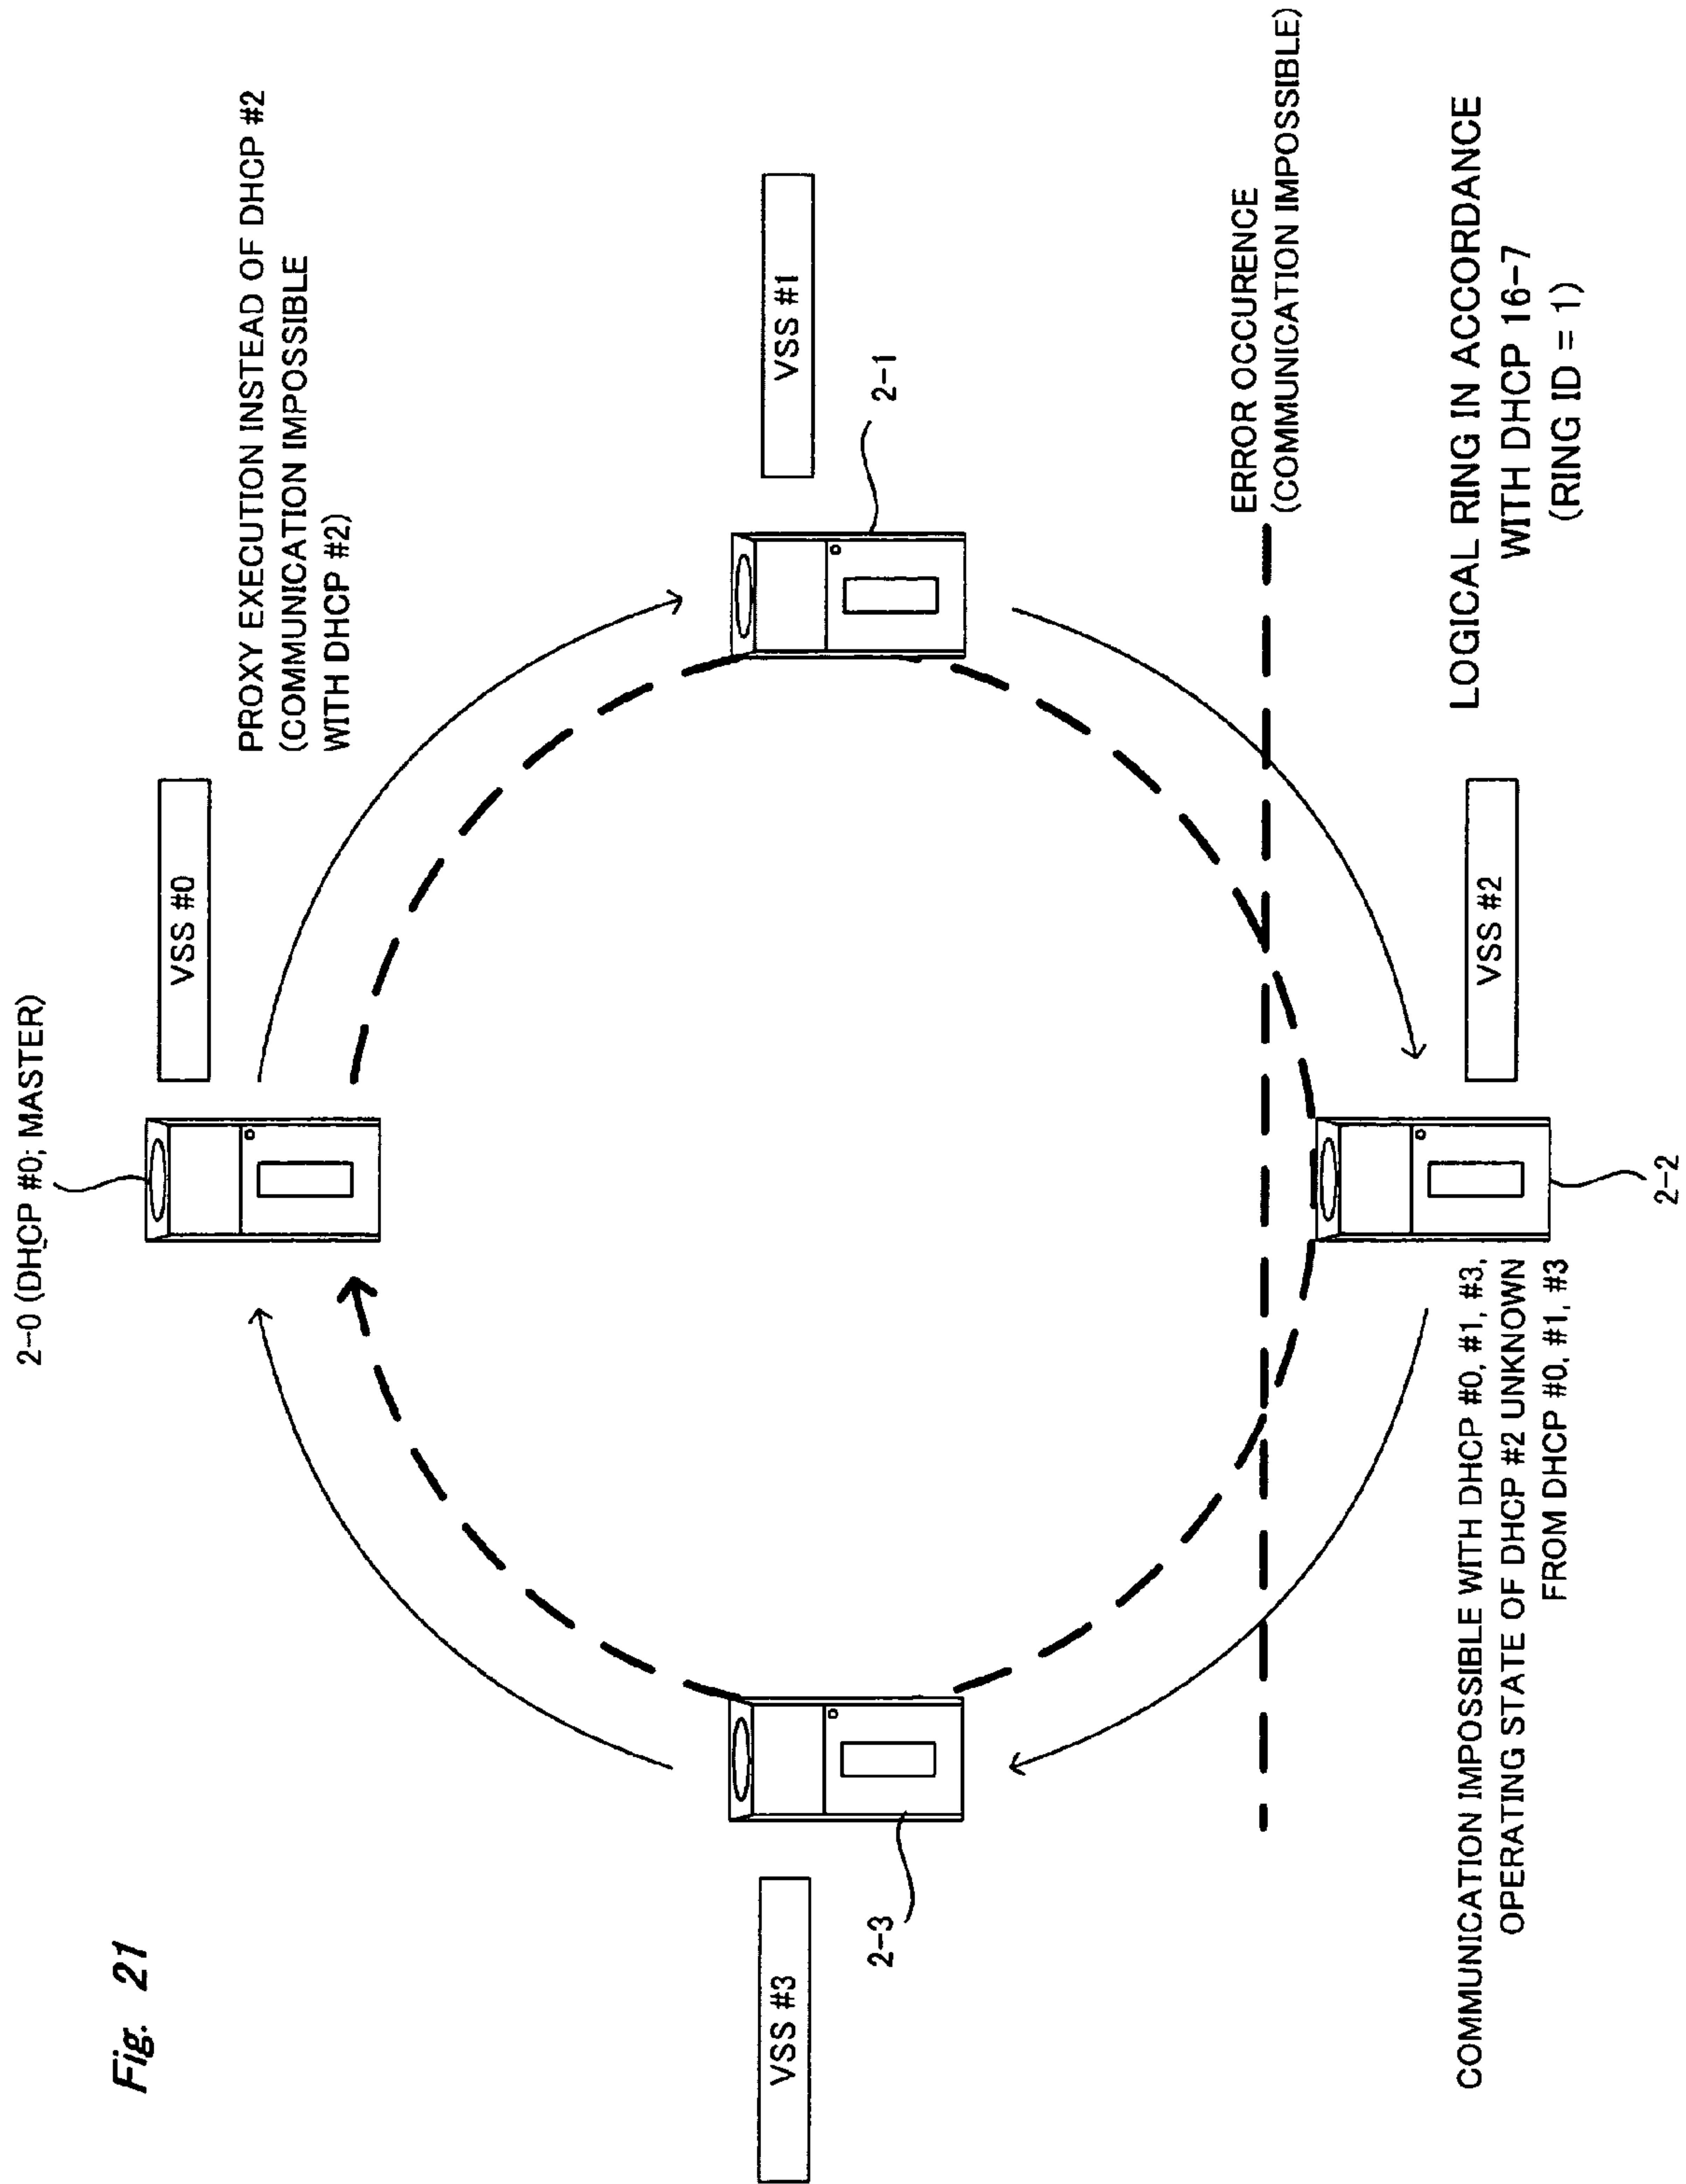 Fig. 21
2-0 (DHCP #0; MASTER)
VSS #0
PROXY EXECUTION INSTEAD OF DHCP #2
(COMMUNICATION IMPOSSIBLE
WITH DHCP #2)
VSS #3
2-3
VSS #1
2-1
ERROR OCCURENCE
(COMMUNICATION IMPOSSIBLE)
COMMUNICATION IMPOSSIBLE WITH DHCP #0, #1, #3,
OPERATING STATE OF DHCP #2 UNKNOWN
FROM DHCP #0, #1, #3
2-2
VSS #2
LOGICAL RING IN ACCORDANCE
WITH DHCP 16-7
(RING ID = 1)